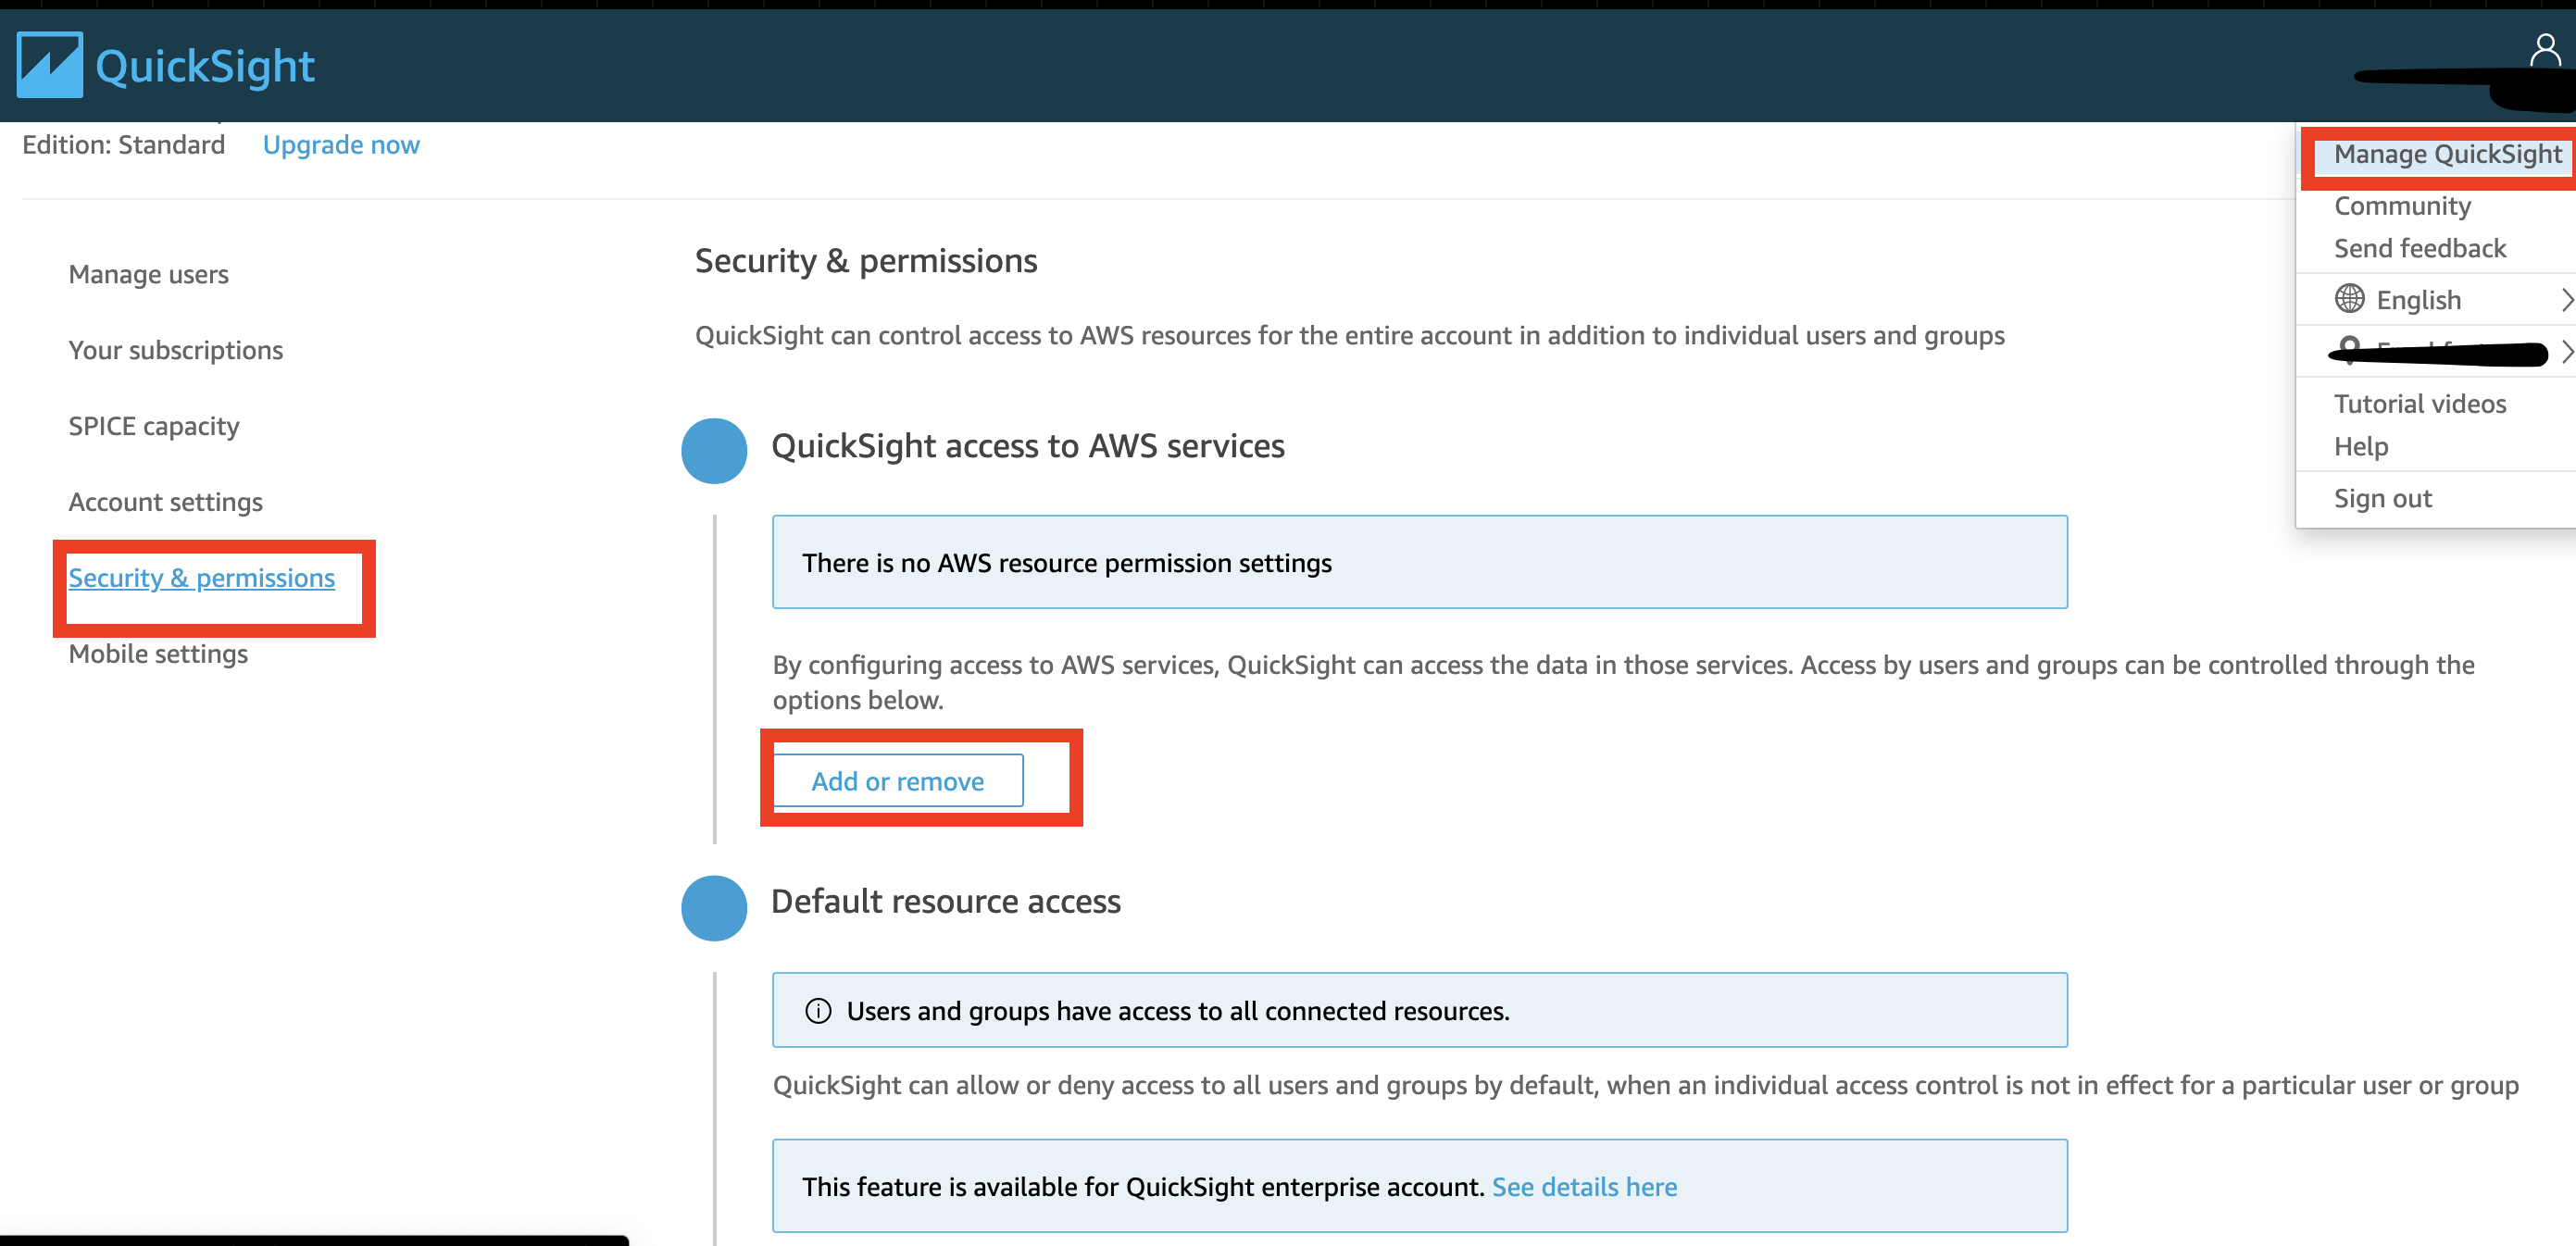 QuickSight
Edition: Standard Upgrade now
Manage QuickSight
Community
Send feedback
English
Tutorial videos
Help
Sign out
Manage users
Your subscriptions
SPICE capacity
Account settings
Security & permissions
Mobile settings
Security & permissions
QuickSight can control access to AWS resources for the entire account in addition to individual users and groups
QuickSight access to AWS services
There is no AWS resource permission settings
By configuring access to AWS services, QuickSight can access the data in those services. Access by users and groups can be controlled through the
options below.
Add or remove
Default resource access
Users and groups have access to all connected resources.
QuickSight can allow or deny access to all users and groups by default, when an individual access control is not in effect for a particular user or group
This feature is available for QuickSight enterprise account. See details here